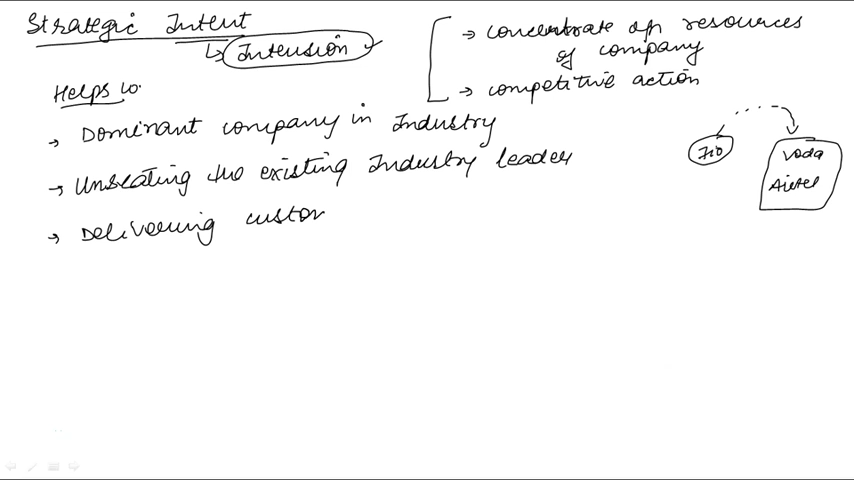 Strategic Intent
↳ Intension
→ concentrate on resources
of company
→ competitive action
Helps to:
→ Dominant company in Industry
→ Unseating the existing Industry leader
→ Delivering custom
Jio
Voda
Airtel